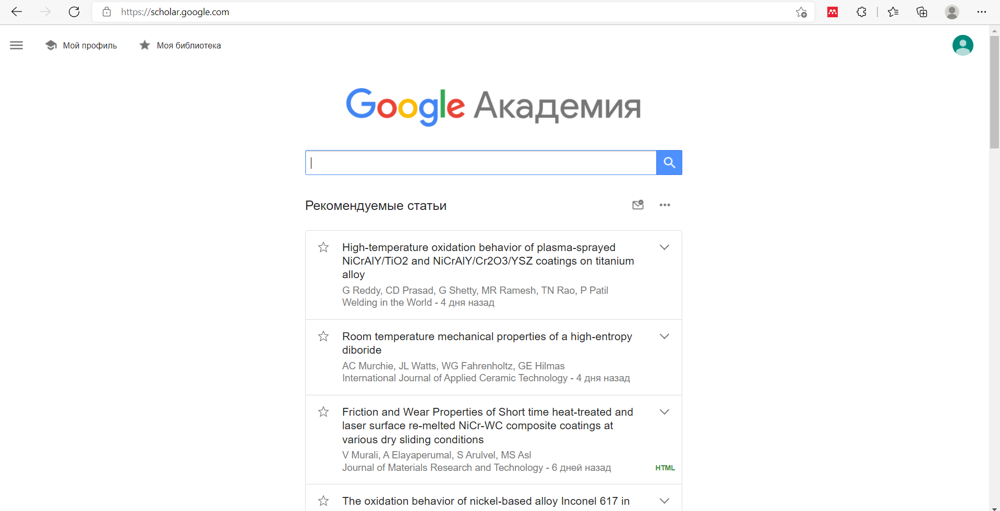 https://scholar.google.com
Мой профиль
Моя библиотека
Google Академия
Рекомендуемые статьи
High-temperature oxidation behavior of plasma-sprayed
NiCrAlY/TiO2 and NiCrAlY/Cr2O3/YSZ coatings on titanium
alloy
G Reddy, CD Prasad, G Shetty, MR Ramesh, TN Rao, P Patil
Welding in the World - 4 дня назад
Room temperature mechanical properties of a high-entropy
diboride
AC Murchie, JL Watts, WG Fahrenholtz, GE Hilmas
International Journal of Applied Ceramic Technology - 4 дня назад
Friction and Wear Properties of Short time heat-treated and
laser surface re-melted NiCr-WC composite coatings at
various dry sliding conditions
V Murali, A Elayaperumal, S Arulvel, MS Asl
Journal of Materials Research and Technology - 6 дней назад
HTML
The oxidation behavior of nickel-based alloy Inconel 617 in